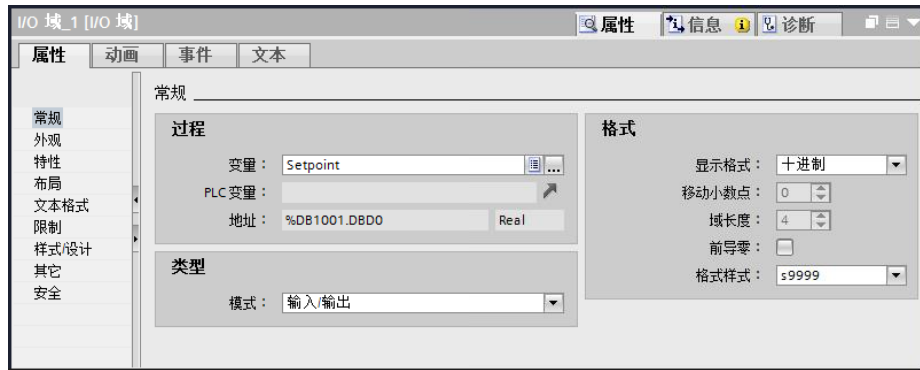 I/O 域_1 [I/O 域]
属性 信息 诊断
属性 动画 事件 文本
常规
外观
特性
布局
文本格式
限制
样式/设计
其它
安全
常规
过程
变量： Setpoint ...
PLC 变量：
地址： %DB1001.DBD0 Real
类型
模式： 输入/输出
格式
显示格式： 十进制
移动小数点： 0
域长度： 4
前导零：
格式样式： s9999